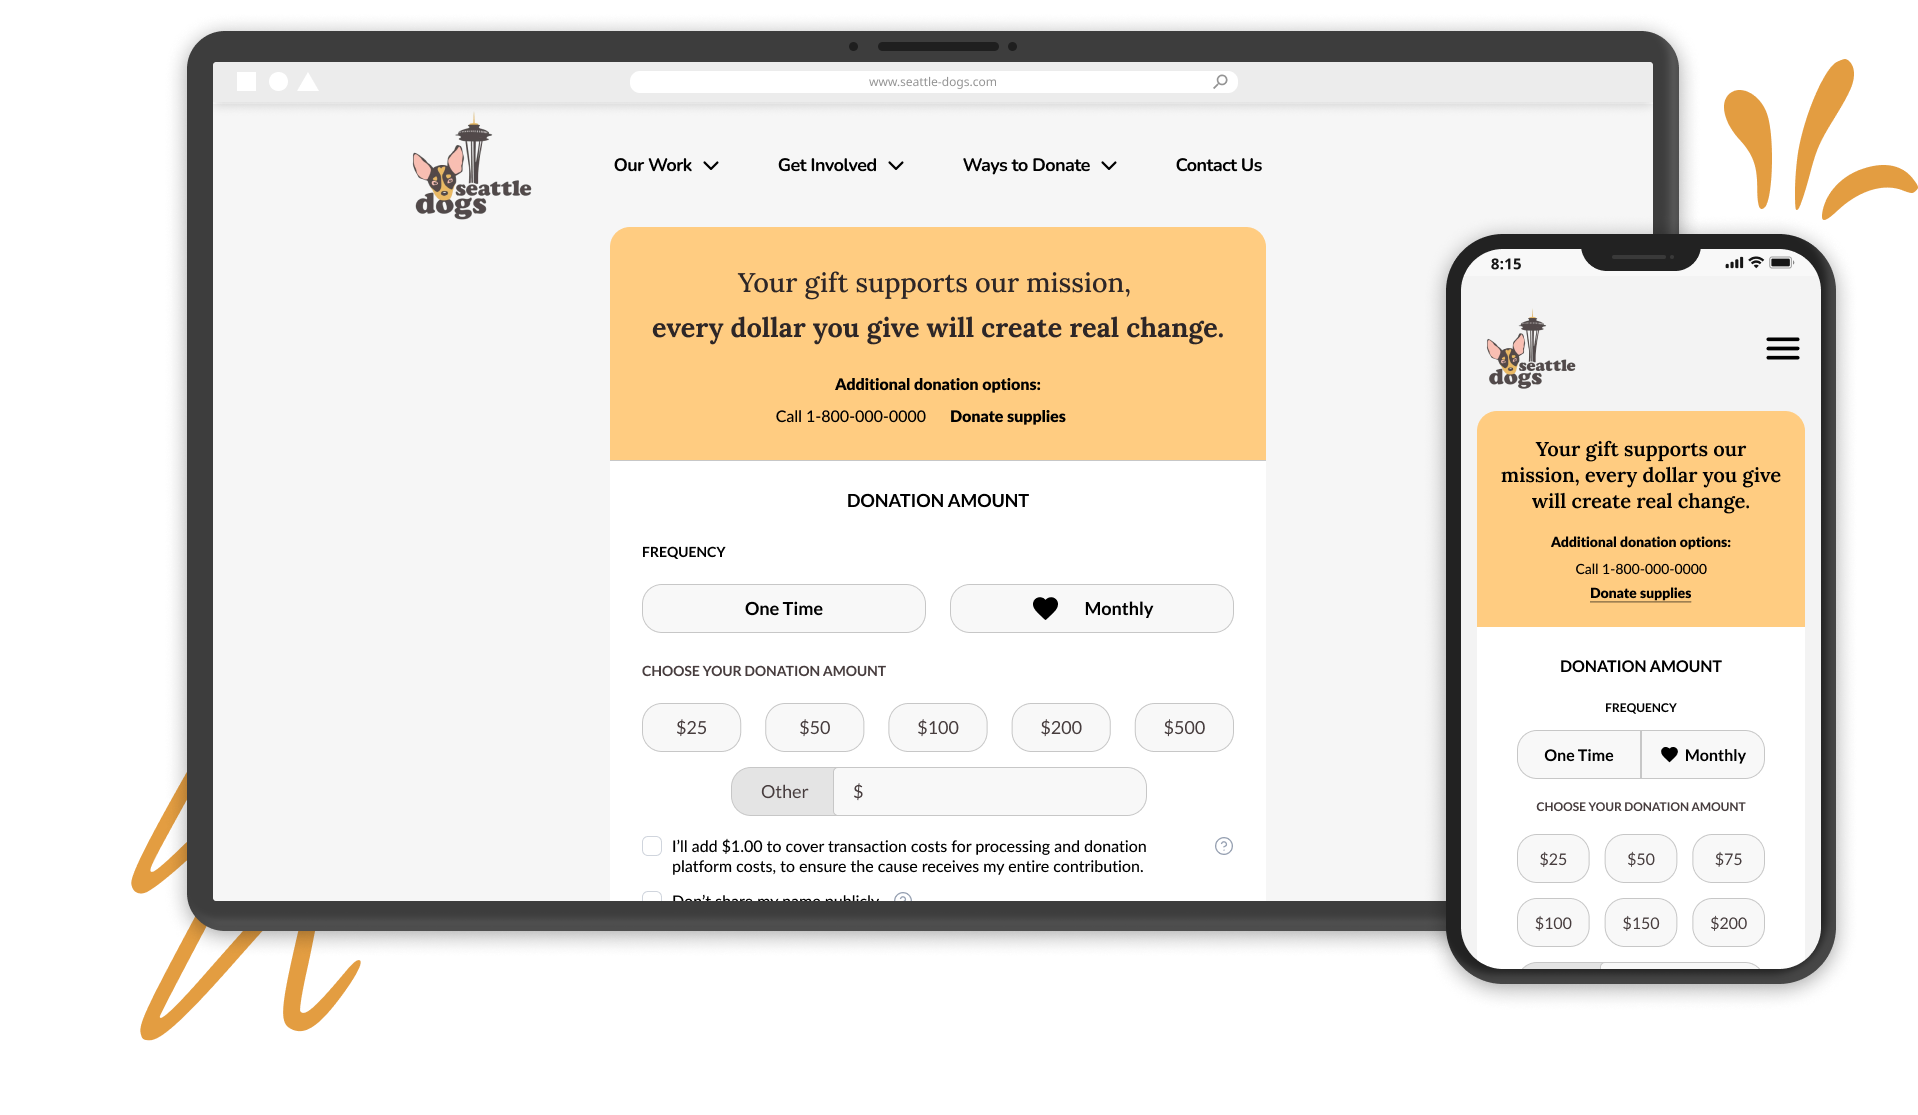 www.seattle-dogs.com
seattle
dogs
Our Work
Get Involved
Ways to Donate
Contact Us
Your gift supports our mission,
every dollar you give will create real change.
Additional donation options:
Call 1-800-000-0000 Donate supplies
DONATION AMOUNT
FREQUENCY
One Time
Monthly
CHOOSE YOUR DONATION AMOUNT
$25
$50
$100
$200
$500
Other
$
I'll add $1.00 to cover transaction costs for processing and donation
platform costs, to ensure the cause receives my entire contribution.
?
Don't share my name publicly
?
8:15
seattle
dogs
Your gift supports our
mission, every dollar you give
will create real change.
Additional donation options:
Call 1-800-000-0000
Donate supplies
DONATION AMOUNT
FREQUENCY
One Time
Monthly
CHOOSE YOUR DONATION AMOUNT
$25
$50
$75
$100
$150
$200